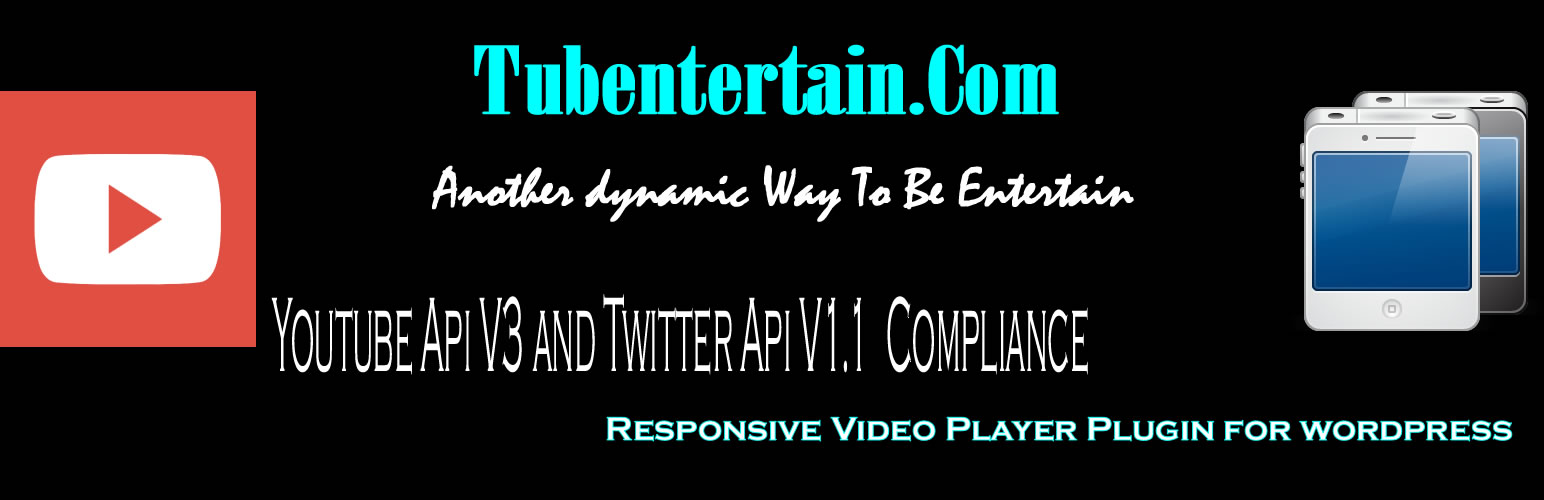 Tubentertain.Com
Another dynamic Way To Be Entertain
Youtube Api V3 and Twitter Api V1.1 Compliance
Responsive Video Player Plugin for wordpress